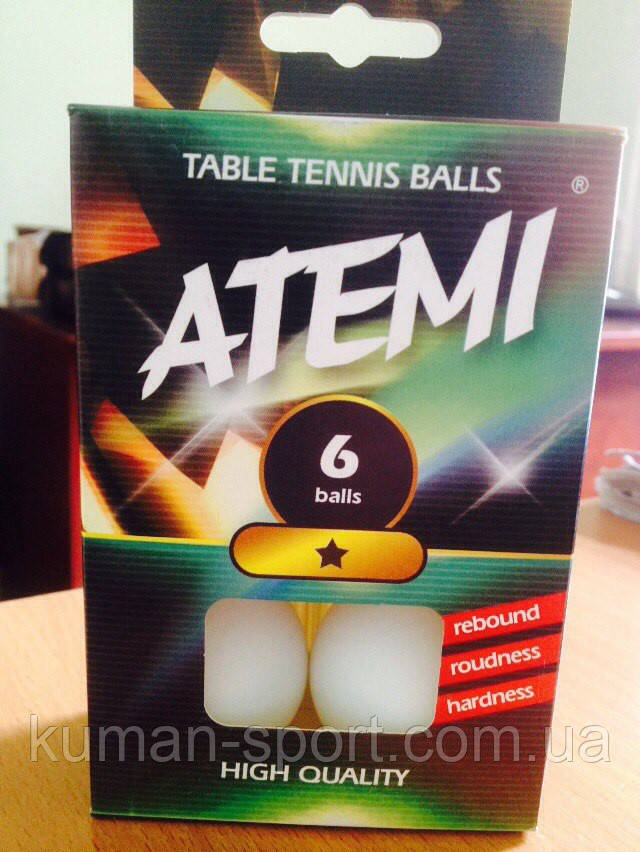 TABLE TENNIS BALLS
®
ATEMI
6
balls
rebound
roudness
hardness
kuman-sport.com.ua
HIGH QUALITY